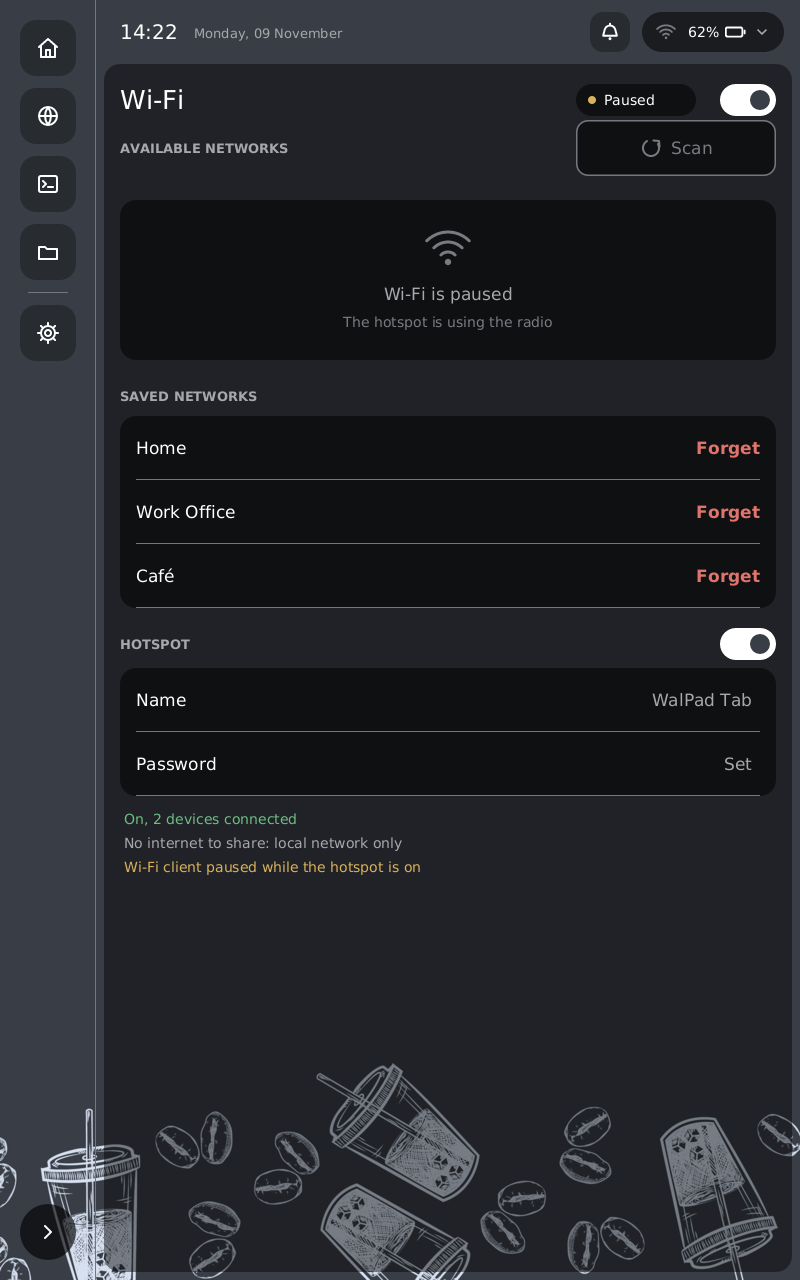 14:22 Monday, 09 November 62%
Wi-Fi Paused
AVAILABLE NETWORKS Scan
Wi-Fi is paused
The hotspot is using the radio
SAVED NETWORKS
Home Forget
Work Office Forget
Café Forget
HOTSPOT
Name WalPad Tab
Password Set
On, 2 devices connected
No internet to share: local network only
Wi-Fi client paused while the hotspot is on